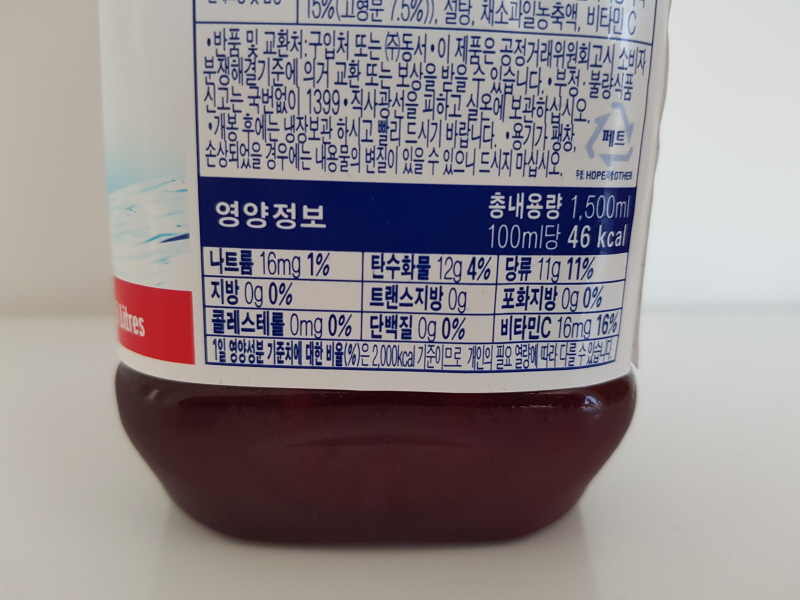 15%(고형분 7.5%)), 설탕, 채소과일농축액, 비타민C
•반품 및 교환처: 구입처 또는 ㈜동서 • 이 제품은 공정거래위원회고시 소비자
분쟁해결기준에 의거 교환 또는 보상을 받을 수 있습니다. •부정·불량식품
신고는 국번없이 1399 •직사광선을 피하고 실온에 보관하십시오.
•개봉 후에는 냉장보관 하시고 빨리 드시기 바랍니다. •용기가 팽창,
손상되었을 경우에는 내용물의 변질이 있을 수 있으니 드시지 마십시오.
페트
HDPE OTHER
영양정보
총내용량 1,500ml
100ml당 46 kcal
나트륨 16mg 1% 탄수화물 12g 4% 당류 11g 11%
지방 0g 0% 트랜스지방 0g 포화지방 0g 0%
콜레스테롤 0mg 0% 단백질 0g 0% 비타민C 16mg 16%
1일 영양성분 기준치에 대한 비율(%)은 2,000kcal 기준이므로 개인의 필요 열량에 따라 다를 수 있습니다.
Litres